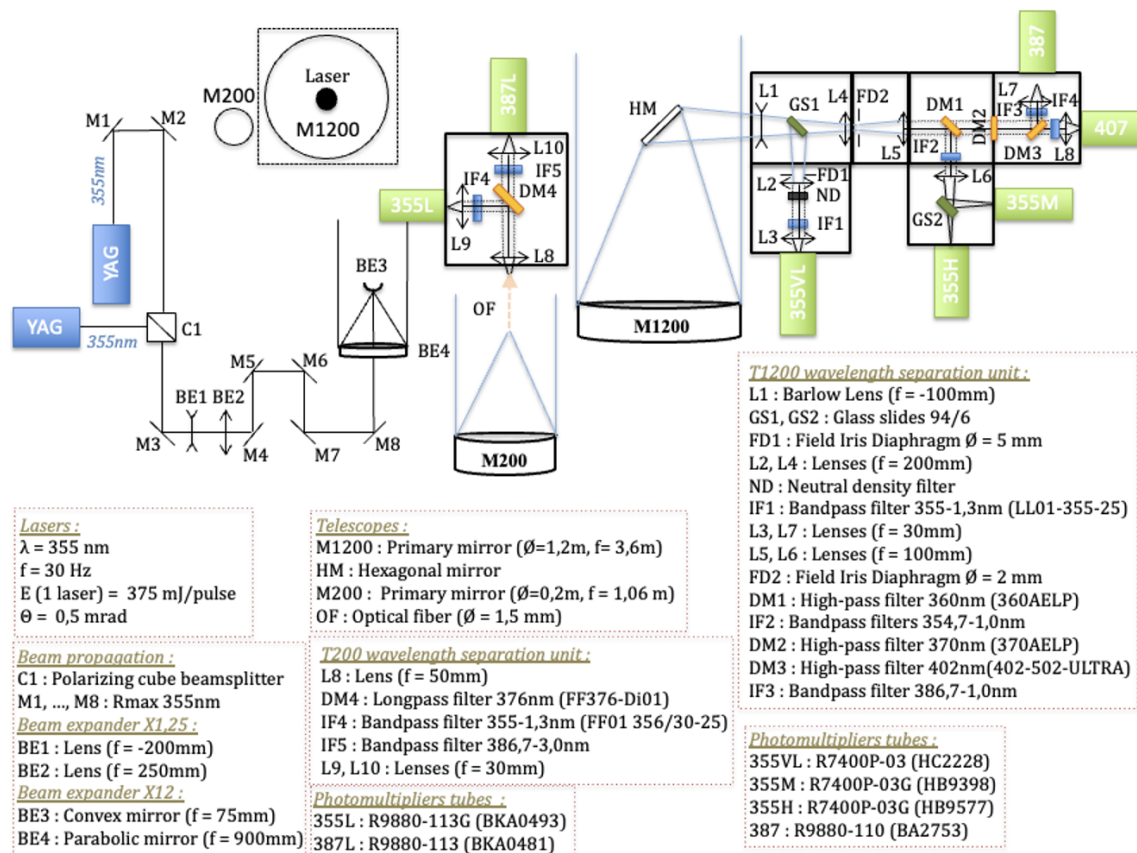 M1
M2
355nm
YAG
YAG
355nm
C1
M200
Laser
M1200
M3
BE1
BE2
M4
M5
M6
M7
M8
BE3
BE4
387L
L10
IF5
IF4
DM4
355L
L9
L8
OF
M200
HM
M1200
L1
GS1
L4
FD2
L5
DM1
DM2
IF2
L6
387
L7
IF3
IF4
407
L8
DM3
L2
FD1
ND
IF1
L3
355VL
GS2
355M
355H
Lasers :
λ = 355 nm
f = 30 Hz
E (1 laser) = 375 mJ/pulse
Θ = 0,5 mrad
Beam propagation :
C1 : Polarizing cube beamsplitter
M1, ..., M8 : Rmax 355nm
Beam expander X1,25
BE1 : Lens (f = -200mm)
BE2 : Lens (f = 250mm)
Beam expander X12 :
BE3 : Convex mirror (f = 75mm)
BE4 : Parabolic mirror (f = 900mm)
Telescopes :
M1200 : Primary mirror (Ø=1,2m, f= 3,6m)
HM : Hexagonal mirror
M200 : Primary mirror (Ø=0,2m, f = 1,06 m)
OF : Optical fiber (Ø = 1,5 mm)
T200 wavelength separation unit :
L8 : Lens (f = 50mm)
DM4 : Longpass filter 376nm (FF376-Di01)
IF4 : Bandpass filter 355-1,3nm (FF01 356/30-25)
IF5 : Bandpass filter 386,7-3,0nm
L9, L10 : Lenses (f = 30mm)
Photomultipliers tubes :
355L : R9880-113G (BKA0493)
387L : R9880-113 (BKA0481)
T1200 wavelength separation unit :
L1 : Barlow Lens (f = -100mm)
GS1, GS2 : Glass slides 94/6
FD1 : Field Iris Diaphragm Ø = 5 mm
L2, L4 : Lenses (f = 200mm)
ND : Neutral density filter
IF1 : Bandpass filter 355-1,3nm (LL01-355-25)
L3, L7 : Lenses (f = 30mm)
L5, L6 : Lenses (f = 100mm)
FD2 : Field Iris Diaphragm Ø = 2 mm
DM1 : High-pass filter 360nm (360AELP)
IF2 : Bandpass filters 354,7-1,0nm
DM2 : High-pass filter 370nm (370AELP)
DM3 : High-pass filter 402nm(402-502-ULTRA)
IF3 : Bandpass filter 386,7-1,0nm
Photomultipliers tubes :
355VL : R7400P-03 (HC2228)
355M : R7400P-03G (HB9398)
355H : R7400P-03G (HB9577)
387 : R9880-110 (BA2753)